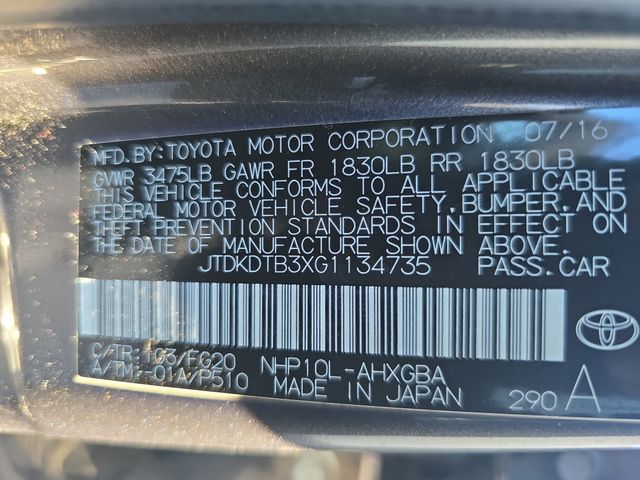 MFD.BY:TOYOTA MOTOR CORPORATION 07/16
GVWR 3475LB GAWR FR 1830LB RR 1830LB
THIS VEHICLE CONFORMS TO ALL APPLICABLE
FEDERAL MOTOR VEHICLE SAFETY,BUMPER,AND
THEFT PREVENTION STANDARDS IN EFFECT ON
THE DATE OF MANUFACTURE SHOWN ABOVE.
JTDKDTB3XG1134735 PASS.CAR
C/TR:1G3/FG20 NHP10L-AHXGBA
A/TM:-01A/P510 MADE IN JAPAN 290 A